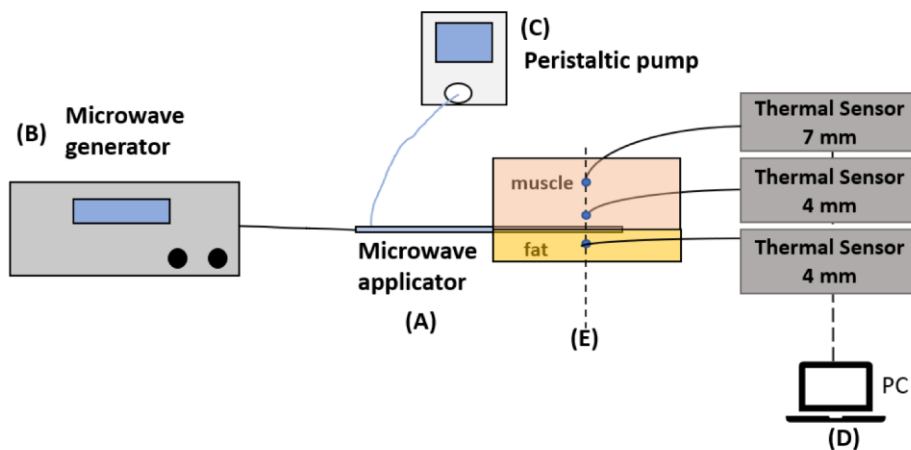 (C)
Peristaltic pump
(B) Microwave
generator
Thermal Sensor
7 mm
muscle
Thermal Sensor
4 mm
Microwave
applicator
(A)
fat
Thermal Sensor
4 mm
(E)
PC
(D)